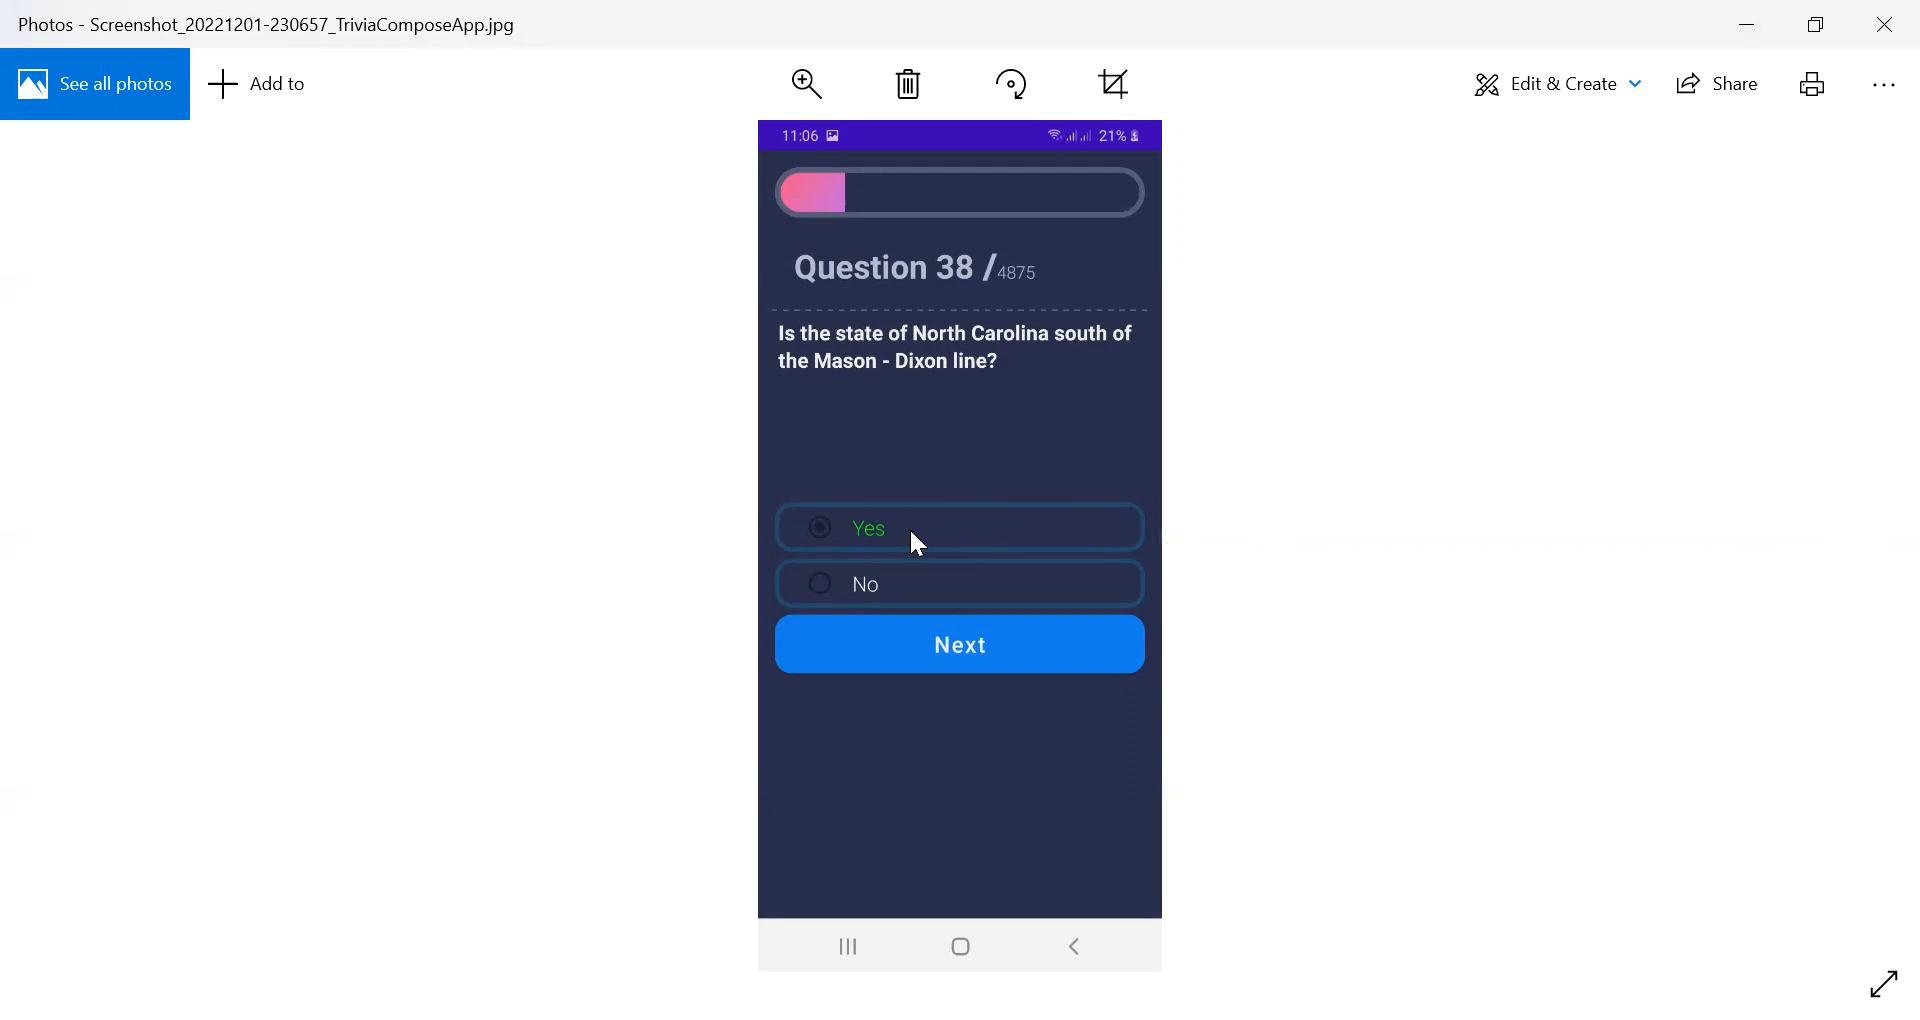 Photos - Screenshot_20221201-230657_TriviaComposeApp.jpg
See all photos
Add to
Edit & Create
Share
11:06
21%
Question 38 /4875
Is the state of North Carolina south of
the Mason - Dixon line?
Yes
No
Next